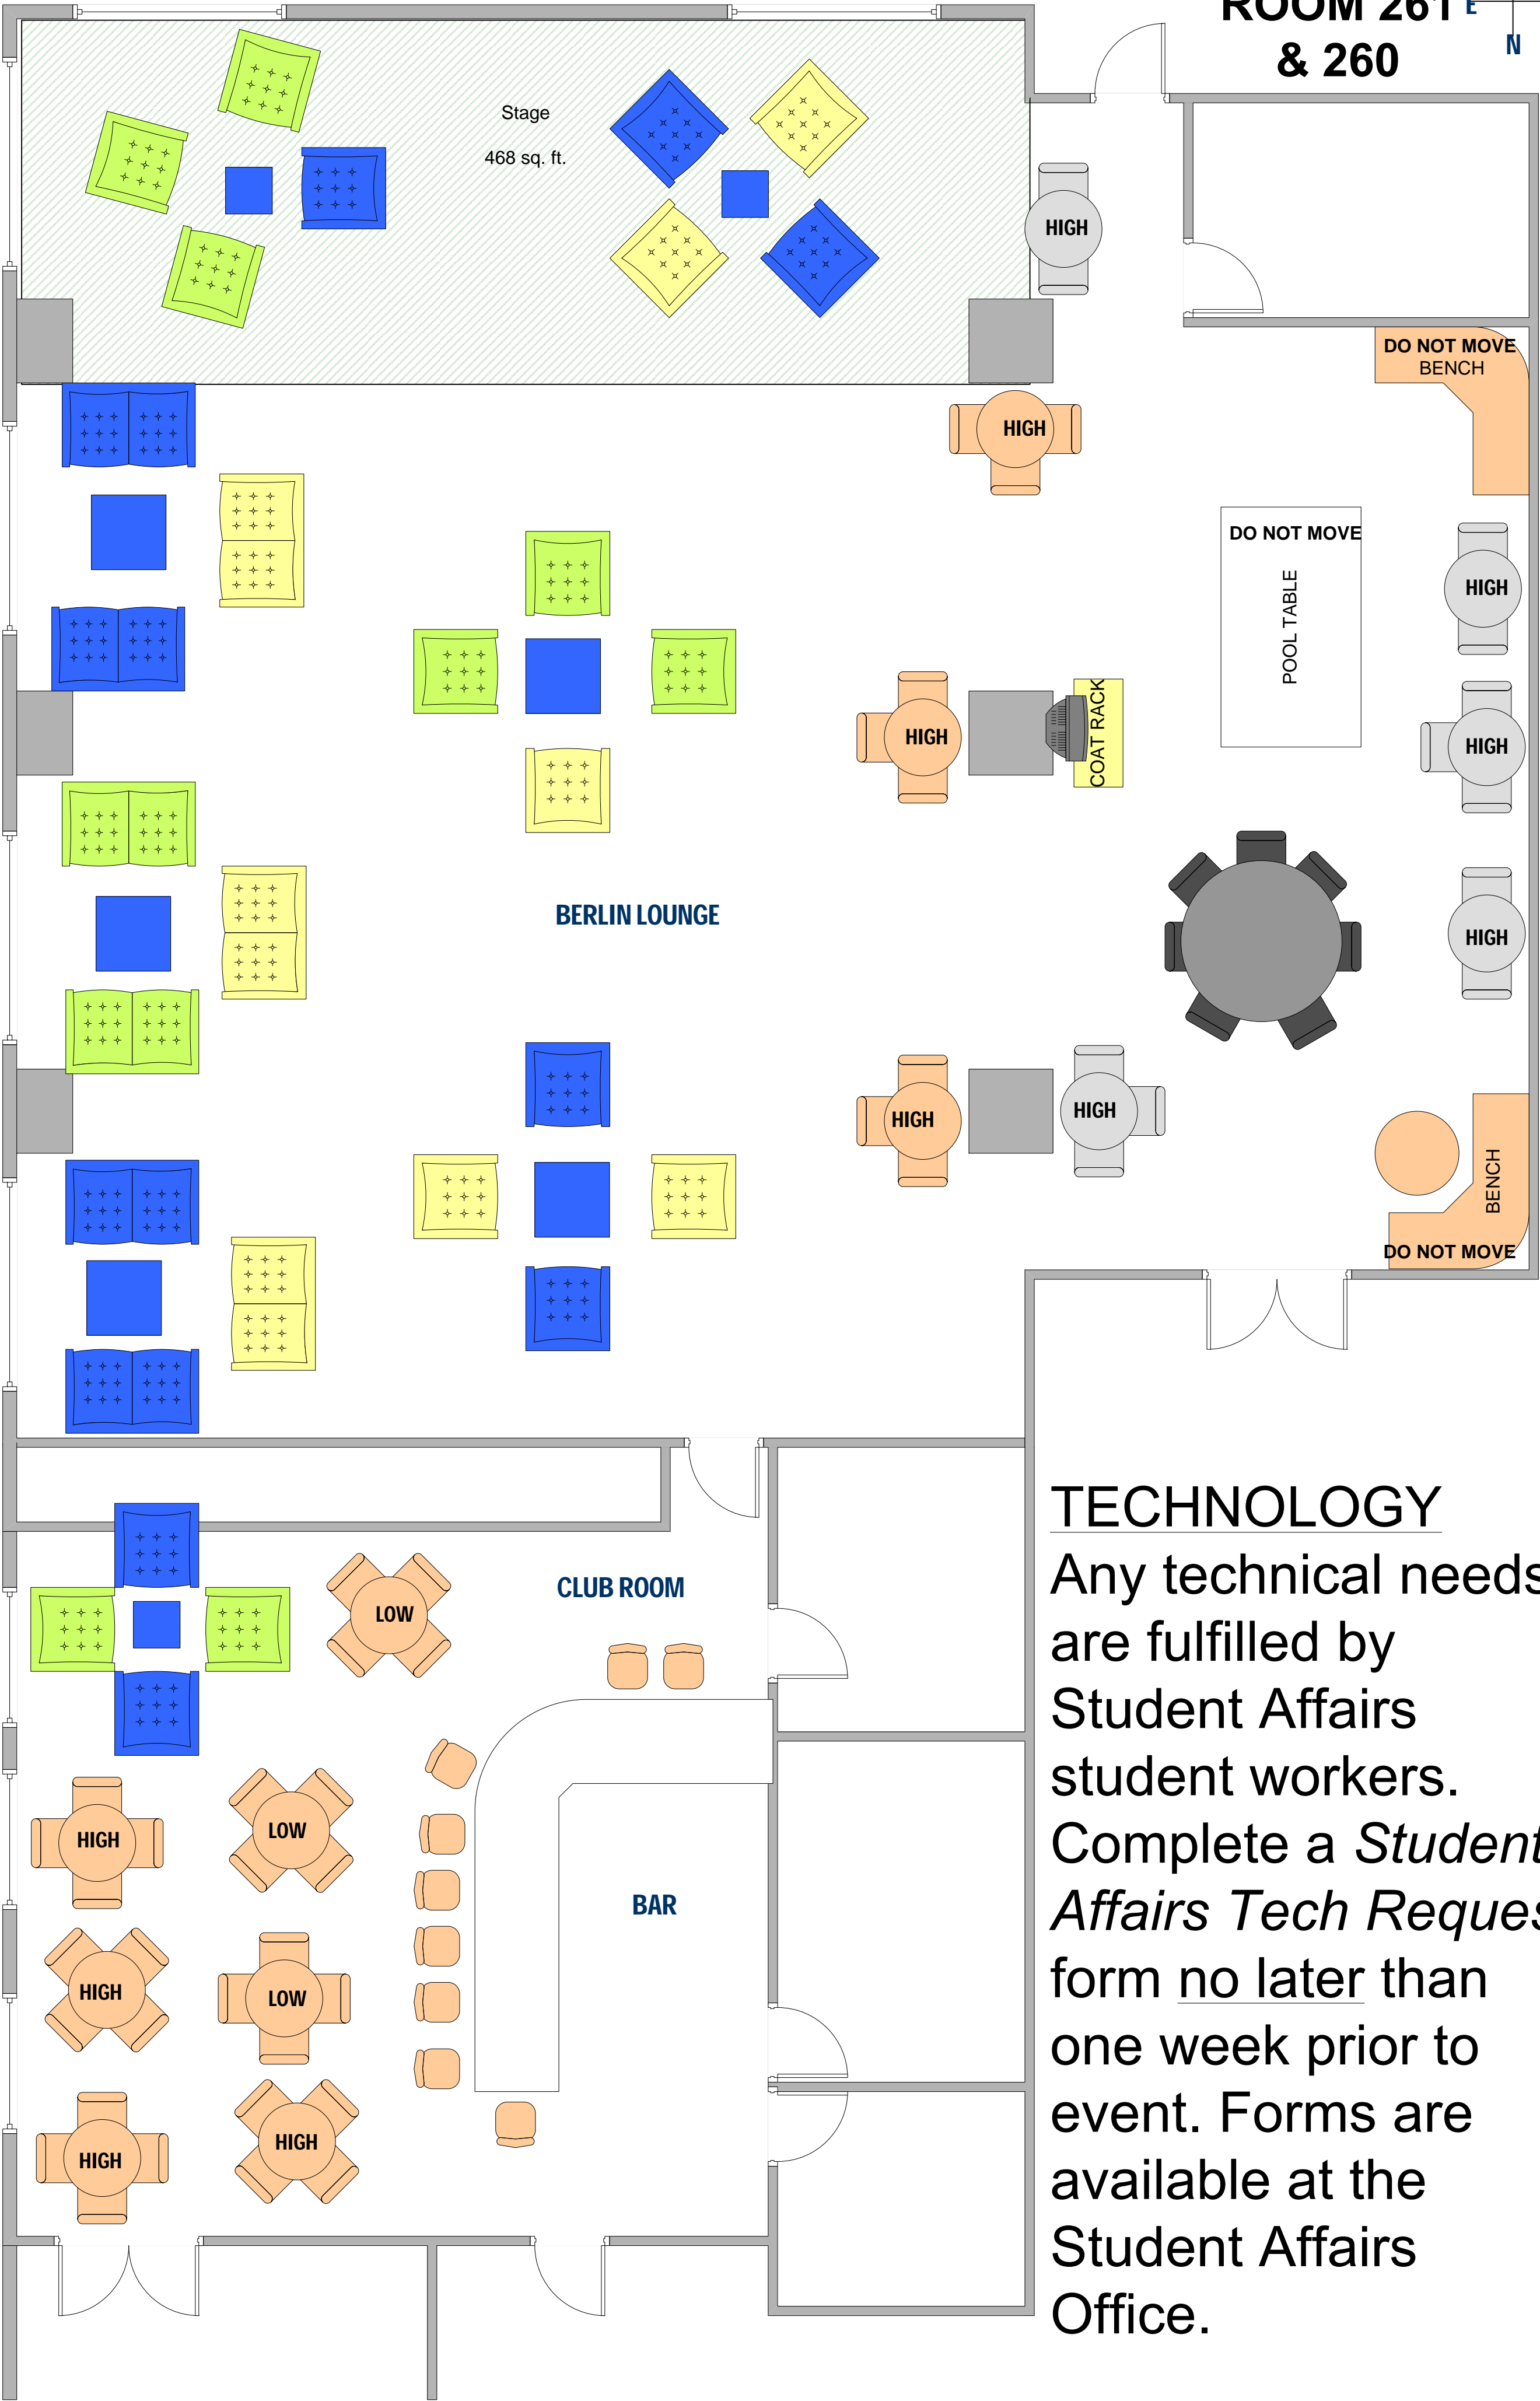 ROOM 261
& 260
E
N
Stage
468 sq. ft.
HIGH
DO NOT MOVE
BENCH
HIGH
DO NOT MOVE
POOL TABLE
HIGH
COAT RACK
HIGH
HIGH
BERLIN LOUNGE
HIGH
HIGH
HIGH
BENCH
DO NOT MOVE
CLUB ROOM
LOW
HIGH
LOW
BAR
HIGH
LOW
HIGH
HIGH
TECHNOLOGY
Any technical needs
are fulfilled by
Student Affairs
student workers.
Complete a Student
Affairs Tech Reques
form no later than
one week prior to
event. Forms are
available at the
Student Affairs
Office.